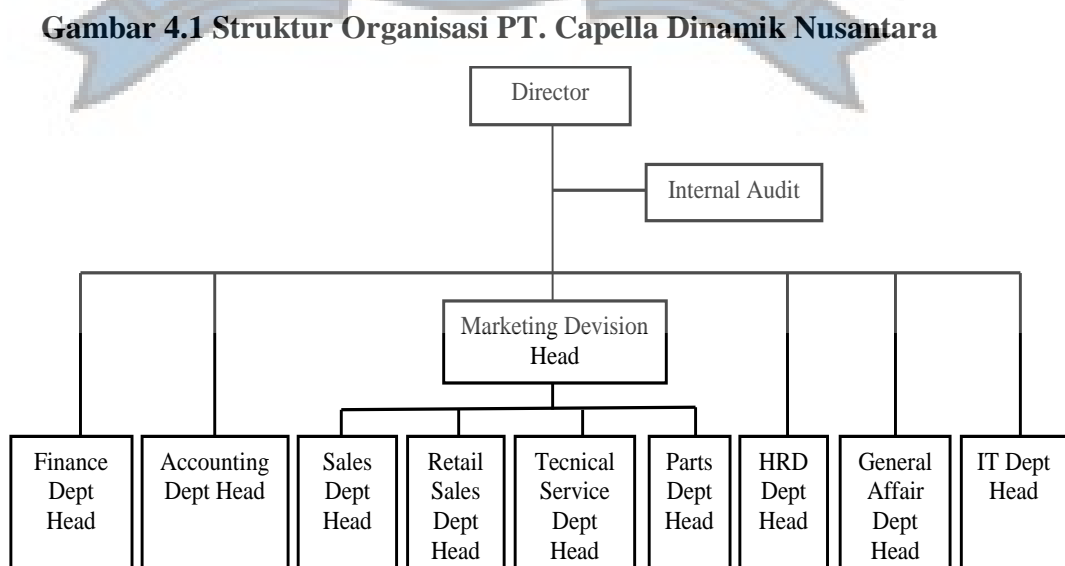 Gambar 4.1 Struktur Organisasi PT. Capella Dinamik Nusantara
Director
Internal Audit
Marketing Devision
Head
Finance
Dept
Head
Accounting
Dept Head
Sales
Dept
Head
Retail
Sales
Dept
Head
Tecnical
Service
Dept
Head
Parts
Dept
Head
HRD
Dept
Head
General
Affair
Dept
Head
IT Dept
Head